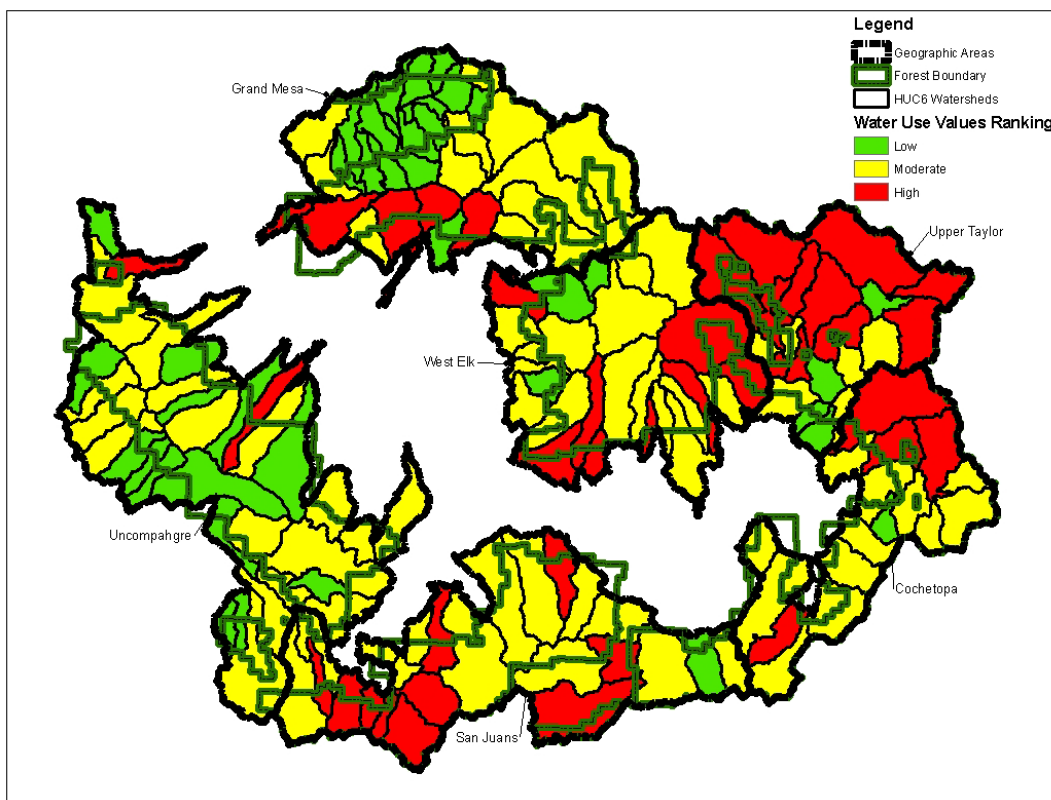 Legend
Geographic Areas
Forest Boundary
HUC6 Watersheds
Water Use Values Ranking
Low
Moderate
High
Grand Mesa
Upper Taylor
West Elk
Uncompahgre
Cochetopa
San Juans